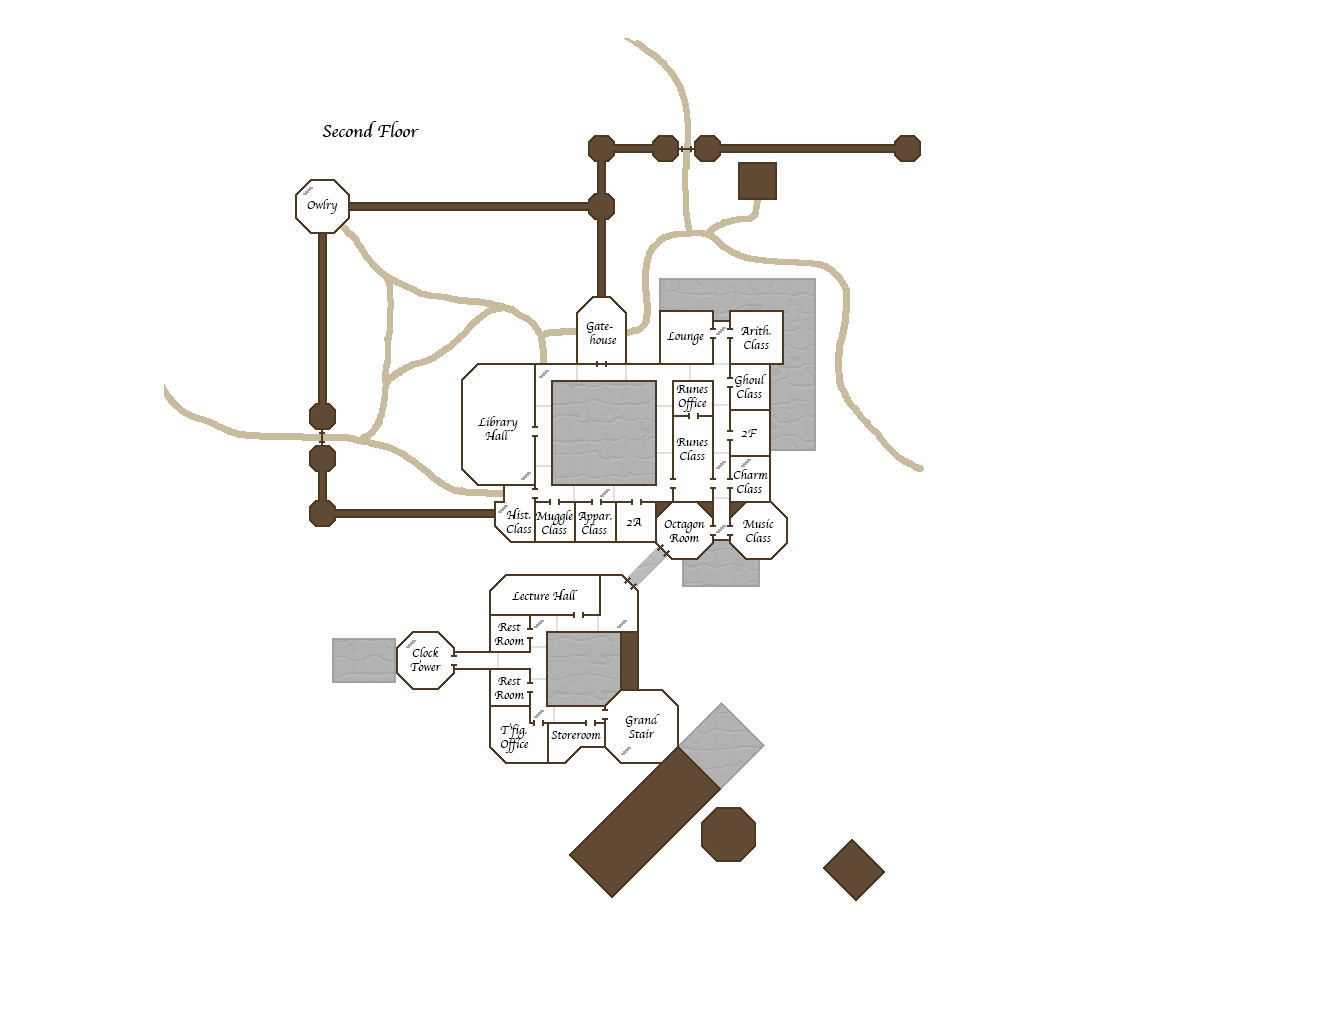 Second Floor
Owlry
Gate-
house
Lounge
Arith.
Class
Ghoul
Class
Runes
Office
Library
Hall
Runes
Class
2F
Charm
Class
Hist.
Class
Muggle
Class
Appar.
Class
2A
Octagon
Room
Music
Class
Lecture Hall
Rest
Room
Clock
Tower
Rest
Room
T'fig.
Office
Storeroom
Grand
Stair